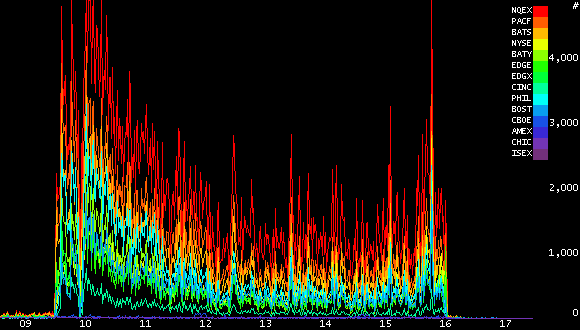 #
NQEX
PACF
BATS
NYSE
BATY
EDGE
EDGX
CINC
PHIL
BOST
CBOE
AMEX
CHIC
ISEX
4,000
3,000
2,000
1,000
0
09 10 11 12 13 14 15 16 17